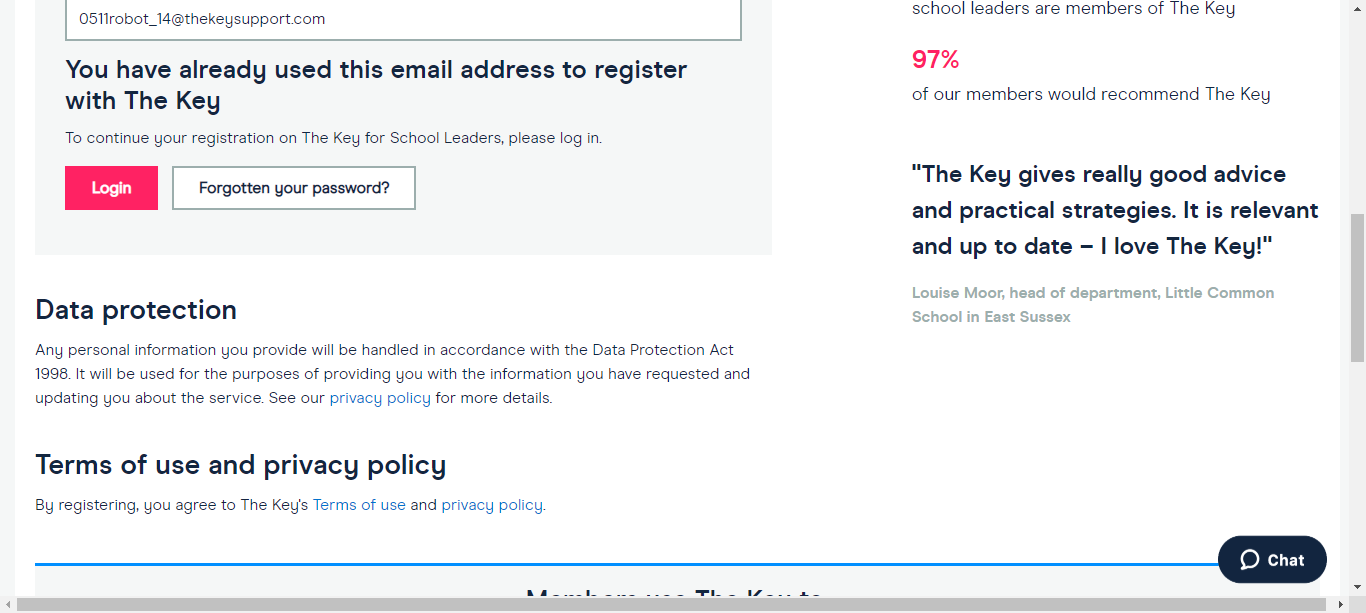 0511robot_14@thekeysupport.com
You have already used this email address to register
with The Key
To continue your registration on The Key for School Leaders, please log in.
Login
Forgotten your password?
Data protection
Any personal information you provide will be handled in accordance with the Data Protection Act
1998. It will be used for the purposes of providing you with the information you have requested and
updating you about the service. See our privacy policy for more details.
Terms of use and privacy policy
By registering, you agree to The Key's Terms of use and privacy policy.
school leaders are members of The Key
97%
of our members would recommend The Key
"The Key gives really good advice
and practical strategies. It is relevant
and up to date – I love The Key!"
Louise Moor, head of department, Little Common
School in East Sussex
Chat
Members use The Key to